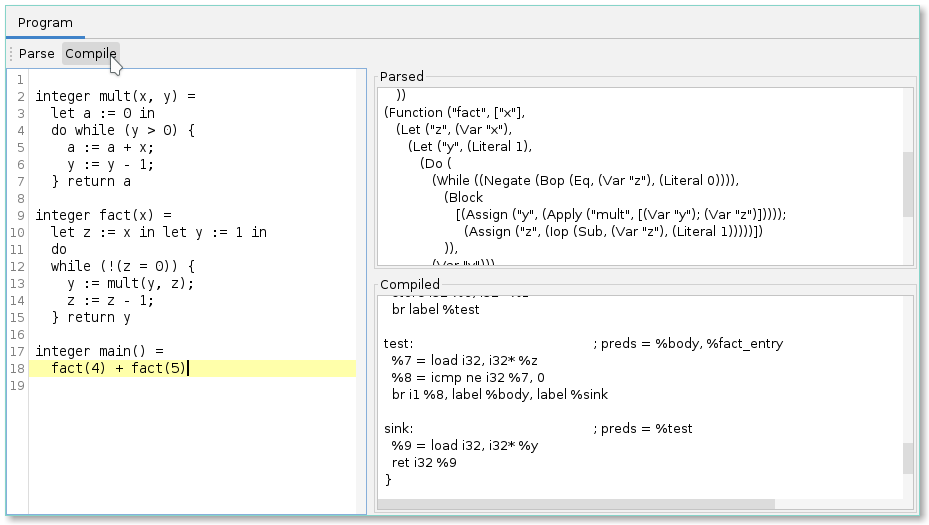 Program
Parse Compile
1
2 integer mult(x, y) =
3 let a := 0 in
4 do while (y > 0) {
5 a := a + x;
6 y := y - 1;
7 } return a
8
9 integer fact(x) =
10 let z := x in let y := 1 in
11 do
12 while (!(z = 0)) {
13 y := mult(y, z);
14 z := z - 1;
15 } return y
16
17 integer main() =
18 fact(4) + fact(5)
19
Parsed
))
(Function ("fact", ["x"],
(Let ("z", (Var "x"),
(Let ("y", (Literal 1),
(Do (
(While ((Negate (Bop (Eq, (Var "z"), (Literal 0)))),
(Block
[(Assign ("y", (Apply ("mult", [(Var "y"); (Var "z")]))));
(Assign ("z", (Iop (Sub, (Var "z"), (Literal 1)))))])
)),
(Var "y")))
Compiled
br label %test
test: ; preds = %body, %fact_entry
%7 = load i32, i32* %z
%8 = icmp ne i32 %7, 0
br i1 %8, label %body, label %sink
sink: ; preds = %test
%9 = load i32, i32* %y
ret i32 %9
}